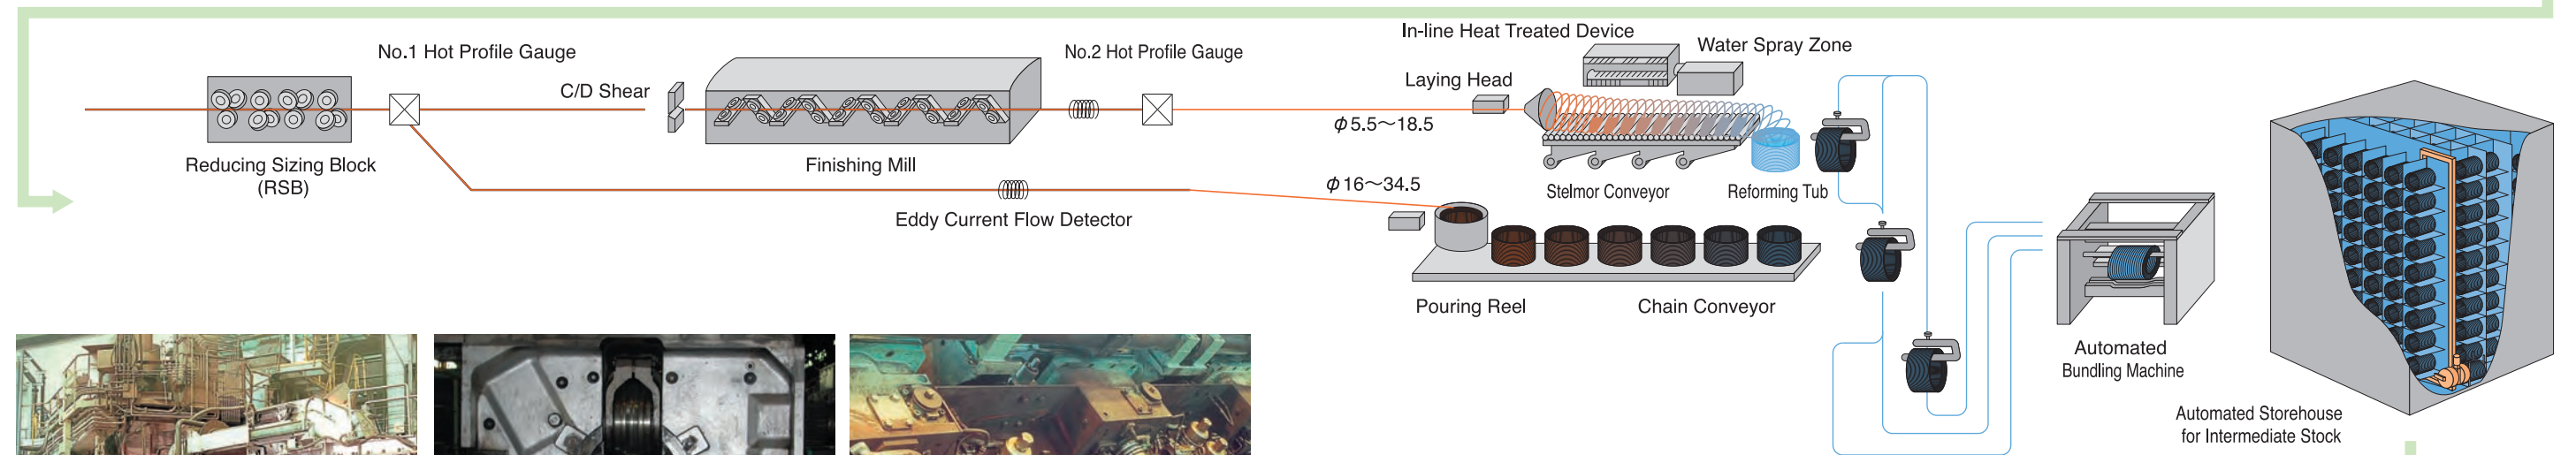 No.1 Hot Profile Gauge
C/D Shear
No.2 Hot Profile Gauge
In-line Heat Treated Device
Water Spray Zone
Laying Head
φ5.5～18.5
Reducing Sizing Block
(RSB)
Finishing Mill
φ16～34.5
Stelmor Conveyor
Reforming Tub
Eddy Current Flow Detector
Pouring Reel
Chain Conveyor
Automated
Bundling Machine
Automated Storehouse
for Intermediate Stock